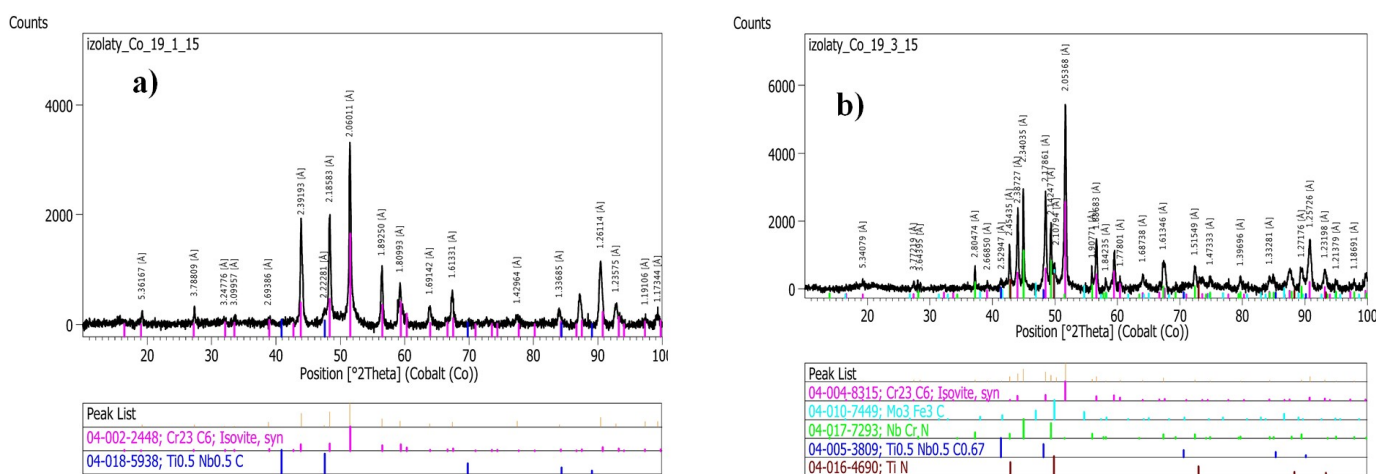 Counts
izolaty_Co_19_1_15
a)
4000
2000
0
5.36167 [Å]
3.78809 [Å]
3.24776 [Å]
3.09957 [Å]
2.69386 [Å]
2.39193 [Å]
2.22281 [Å]
2.18583 [Å]
2.06011 [Å]
1.89250 [Å]
1.80593 [Å]
1.69142 [Å]
1.61331 [Å]
1.42964 [Å]
1.33685 [Å]
1.26114 [Å]
1.23575 [Å]
1.19106 [Å]
1.17344 [Å]
20 30 40 50 60 70 80 90 100
Position [°2Theta] (Cobalt (Co))
Peak List
04-002-2448; Cr23 C6; Isovite, syn
04-018-5938; Ti0.5 Nb0.5 C
Counts
izolaty_Co_19_3_15
b)
6000
4000
2000
0
5.34079 [Å]
3.77219 [Å]
3.64395 [Å]
2.80474 [Å]
2.66850 [Å]
2.52947 [Å]
2.45435 [Å]
2.38727 [Å]
2.34035 [Å]
2.17861 [Å]
2.14247 [Å]
2.10794 [Å]
2.05368 [Å]
1.90771 [Å]
1.84235 [Å]
1.77801 [Å]
1.68738 [Å]
1.61346 [Å]
1.51549 [Å]
1.47333 [Å]
1.39696 [Å]
1.33281 [Å]
1.27176 [Å]
1.25726 [Å]
1.23198 [Å]
1.21379 [Å]
1.18691 [Å]
20 30 40 50 60 70 80 90 100
Position [°2Theta] (Cobalt (Co))
Peak List
04-004-8315; Cr23 C6; Isovite, syn
04-010-7449; Mo3 Fe3 C
04-017-7293; Nb Cr N
04-005-3809; Ti0.5 Nb0.5 C0.67
04-016-4690; Ti N